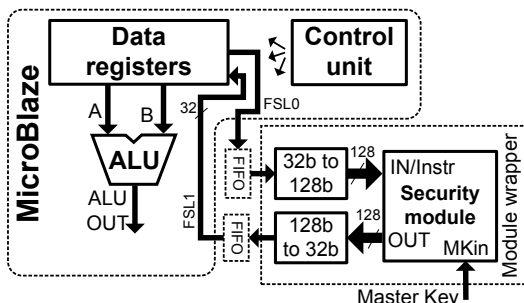 MicroBlaze
Data
registers
Control
unit
A
B
32
FSL0
ALU
ALU
OUT
FSL1
FIFO
32b to
128b
128
IN/Instr
Security
module
OUT
MKin
FIFO
128b
to 32b
128
Module wrapper
Master Key